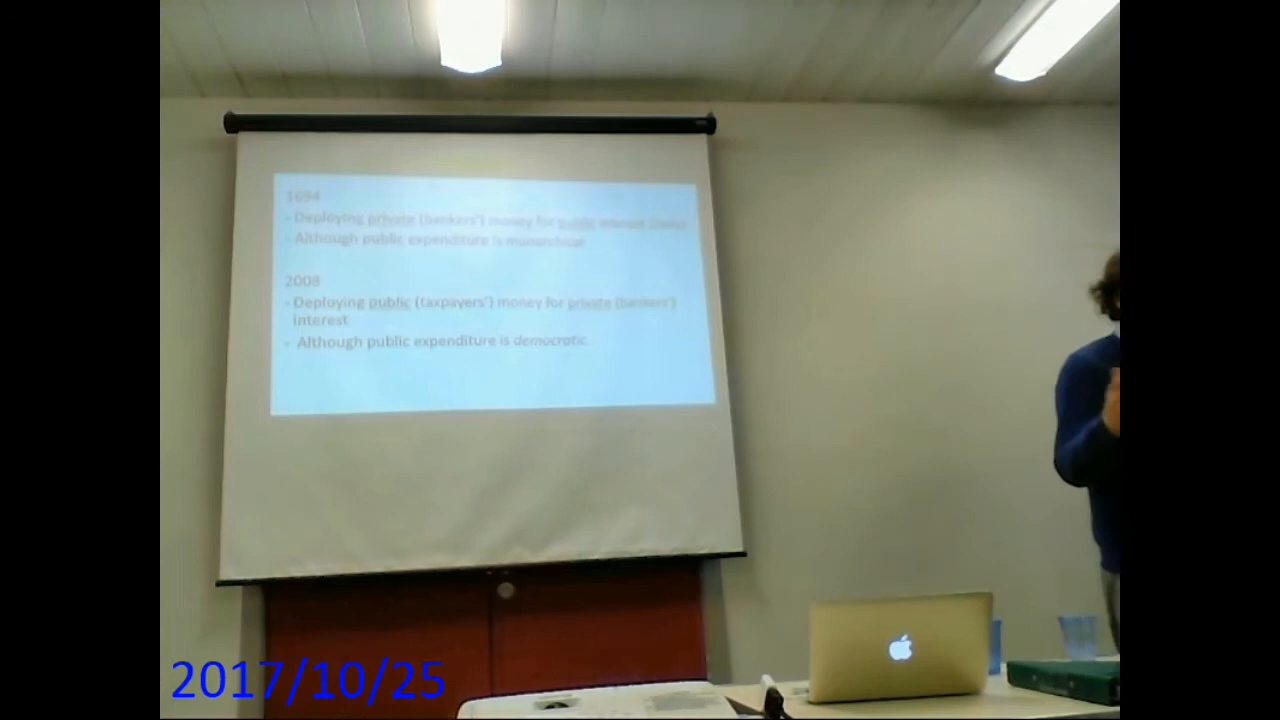 1694
- Deploying private (bankers') money for public interest
- Although public expenditure is monarchical
2008
- Deploying public (taxpayers') money for private (bankers')
interest
- Although public expenditure is democratic.
2017/10/25